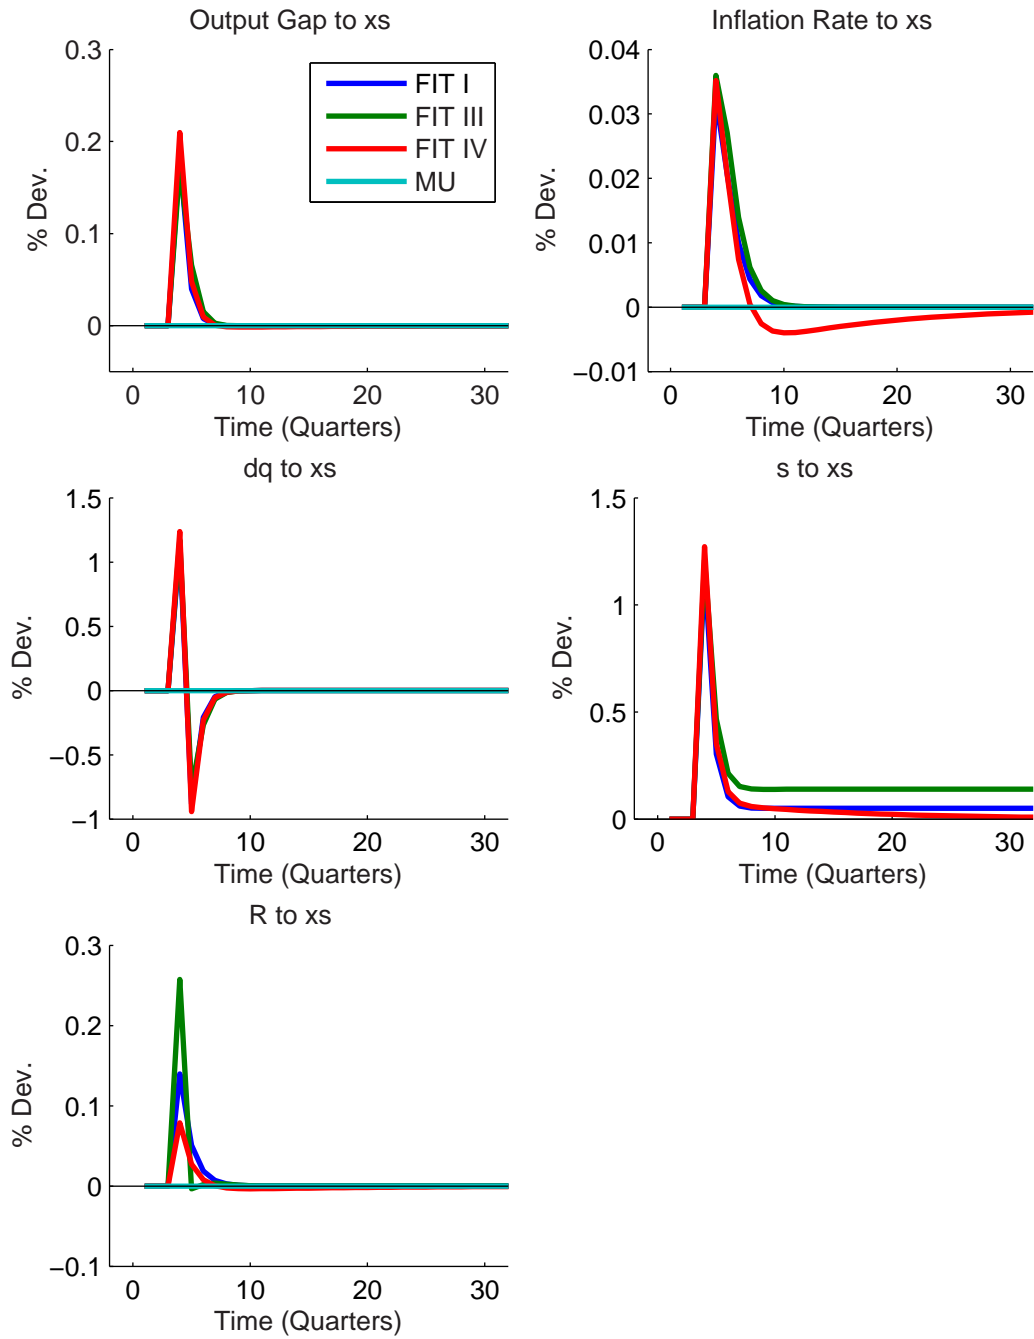 Output Gap to xs
0.3
0.2
0.1
0
% Dev.
FIT I
FIT III
FIT IV
MU
0 10 20 30
Time (Quarters)
Inflation Rate to xs
0.04
0.03
0.02
0.01
0
−0.01
% Dev.
0 10 20 30
Time (Quarters)
dq to xs
1.5
1
0.5
0
−0.5
−1
% Dev.
0 10 20 30
Time (Quarters)
s to xs
1.5
1
0.5
0
% Dev.
0 10 20 30
Time (Quarters)
R to xs
0.3
0.2
0.1
0
−0.1
% Dev.
0 10 20 30
Time (Quarters)